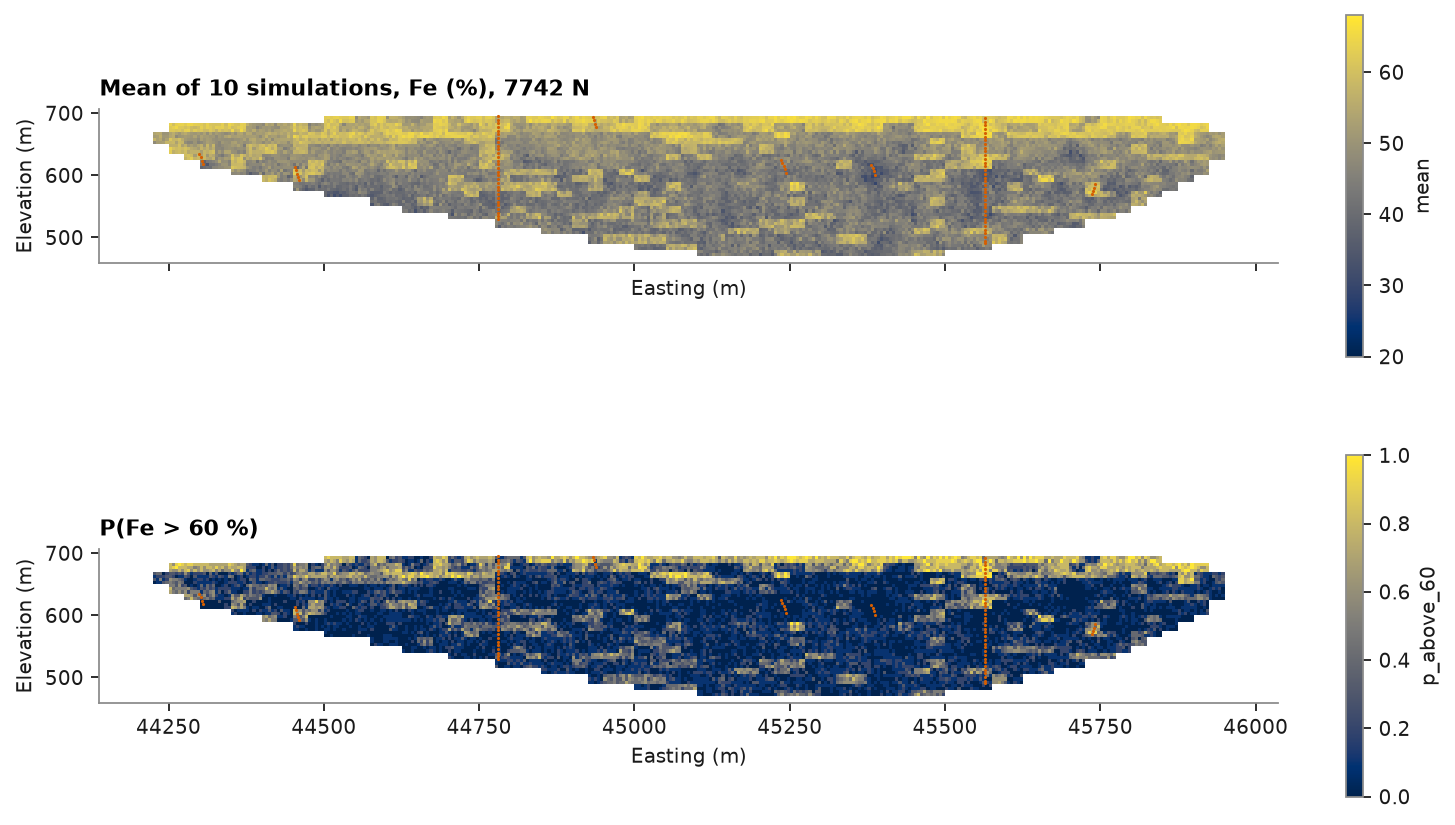 Mean of 10 simulations, Fe (%), 7742 N
700
600
500
Elevation (m)
Easting (m)
60
50
40
30
20
mean
P(Fe > 60 %)
700
600
500
Elevation (m)
44250 44500 44750 45000 45250 45500 45750 46000
Easting (m)
1.0
0.8
0.6
0.4
0.2
0.0
p_above_60